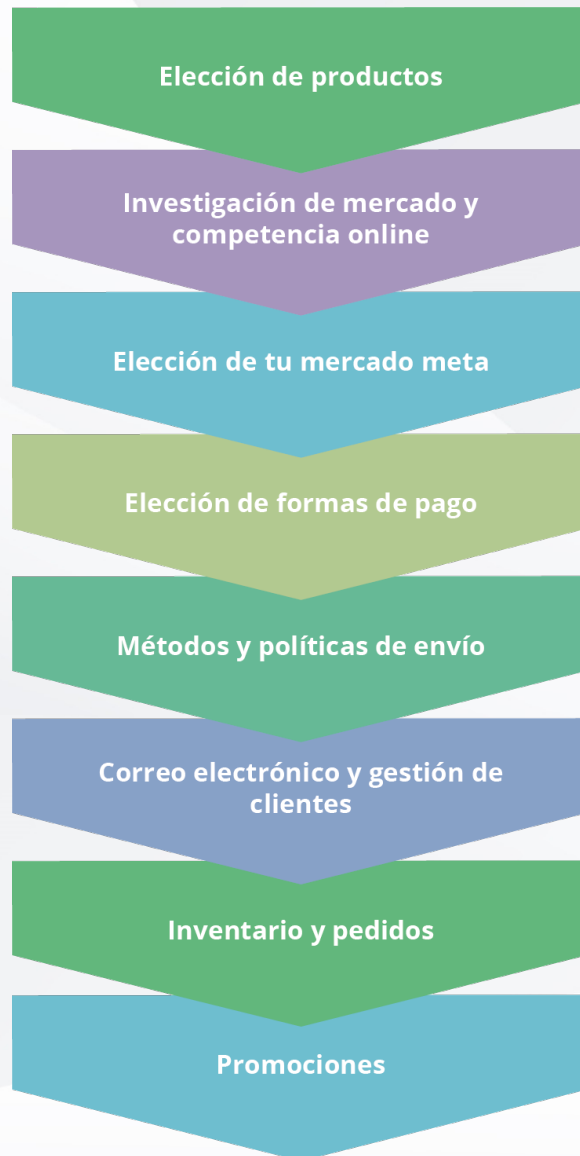 Elección de productos
Investigación de mercado y
competencia online
Elección de tu mercado meta
Elección de formas de pago
Métodos y políticas de envío
Correo electrónico y gestión de
clientes
Inventario y pedidos
Promociones